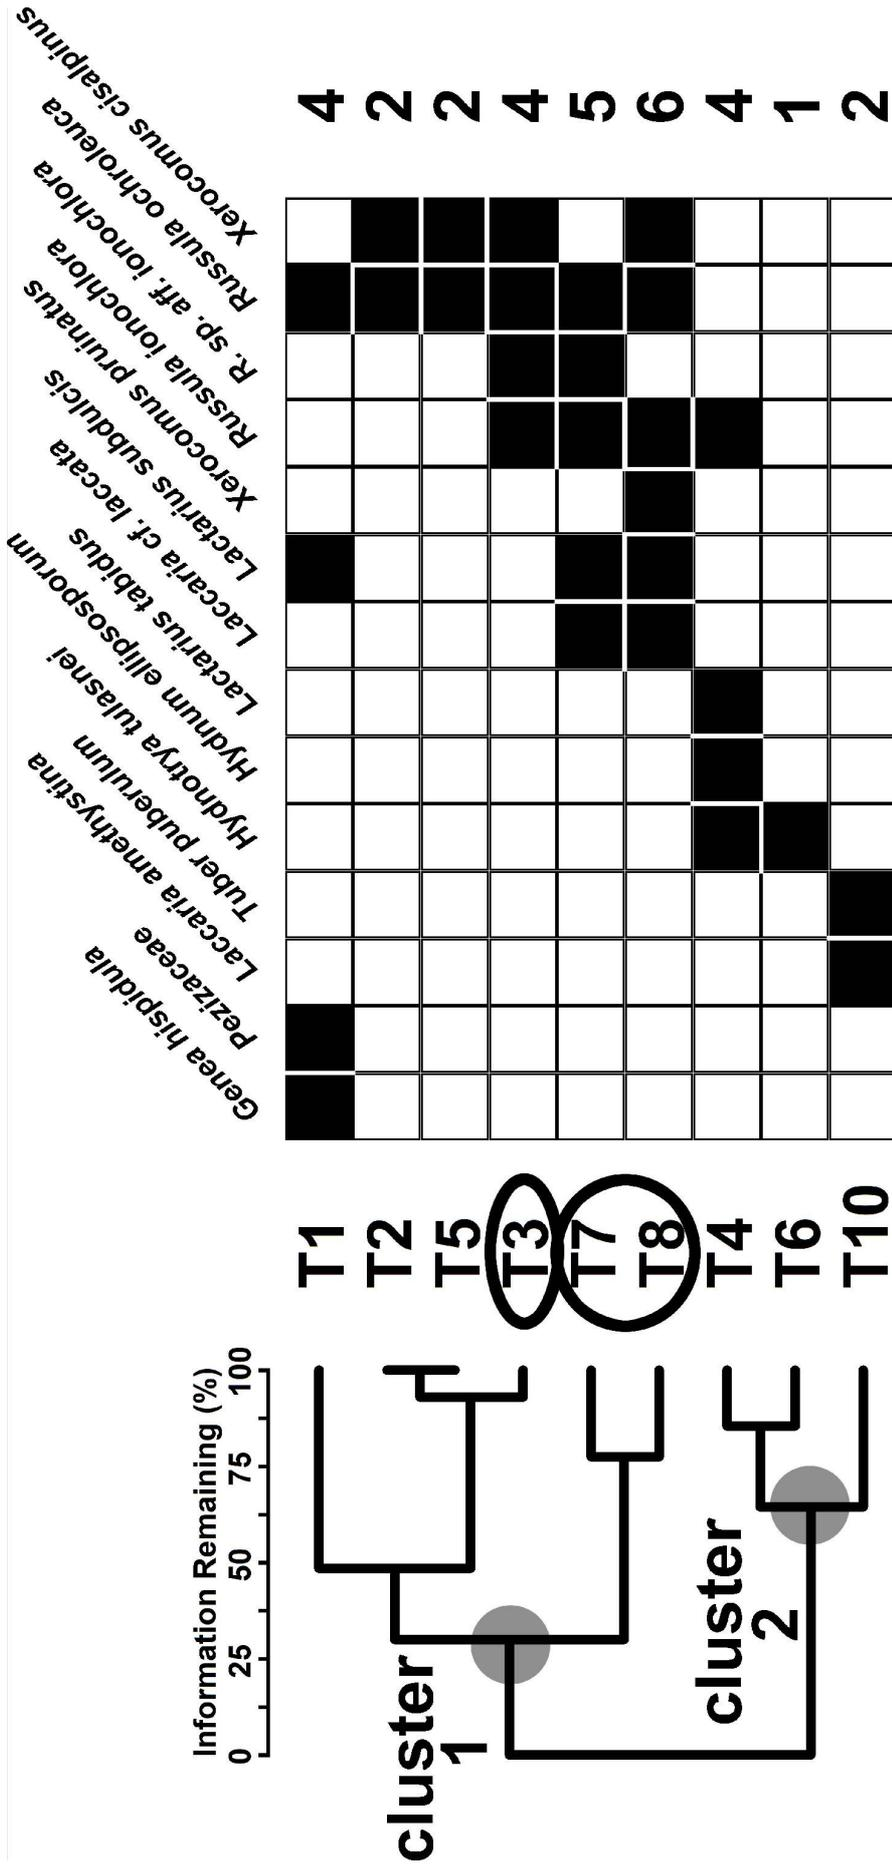 Information Remaining (%)
0 25 50 75 100
cluster
1
cluster
2
T1
T2
T5
T3
T7
T8
T4
T6
T10
Genea hispidula
Pezizaceae
Laccaria amethystina
Tuber puberulum
Hydnotrya tulasnei
Hydnum ellipsosporum
Lactarius tabidus
Laccaria cf. laccata
Lactarius subdulcis
Xerocomus pruinatus
Russula ionochlora
R. sp. aff. ionochlora
Russula ochroleuca
Xerocomus cisalpinus
4
2
2
4
5
6
4
1
2